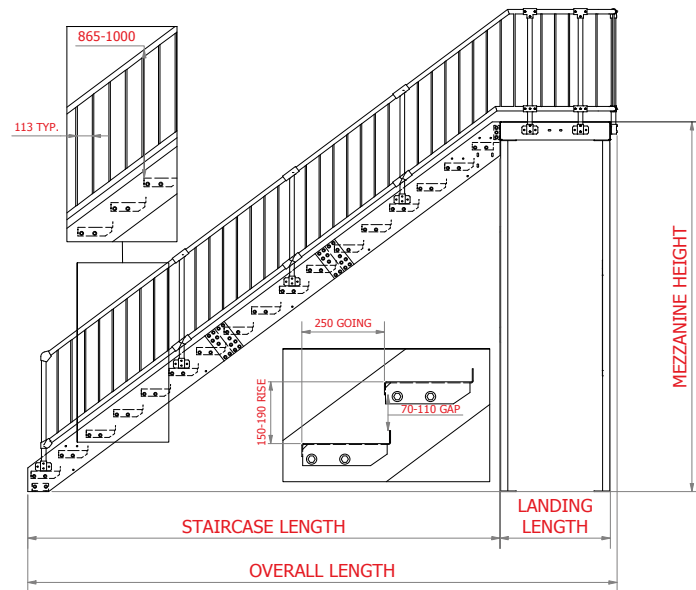 865-1000
113 TYP.
250 GOING
150-190 RISE
70-110 GAP
MEZZANINE HEIGHT
STAIRCASE LENGTH
LANDING
LENGTH
OVERALL LENGTH